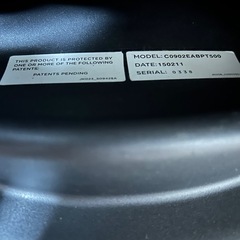 THIS PRODUCT IS PROTECTED BY
ONE OR MORE OF THE FOLLOWING
PATENTS:
PATENTS PENDING
MODEL: C0902EABPT500
DATE: 150211
SERIAL: 0339